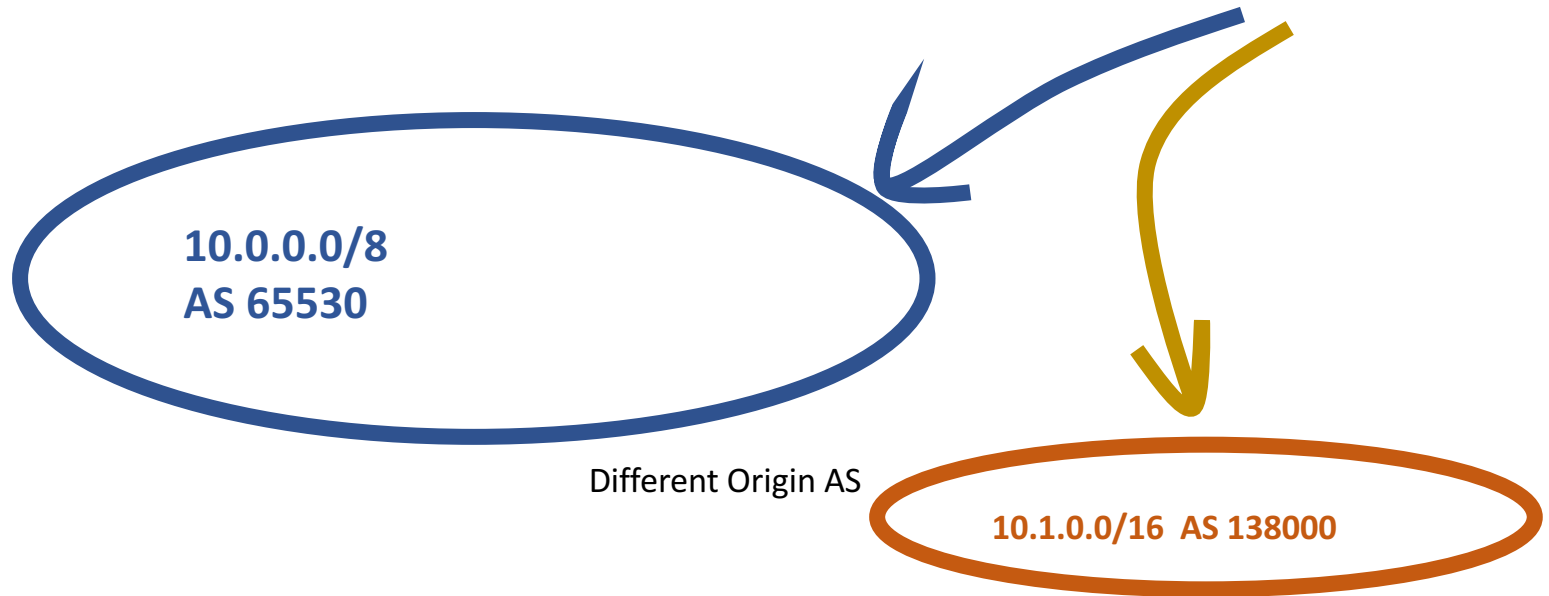 10.0.0.0/8
AS 65530
Different Origin AS
10.1.0.0/16 AS 138000